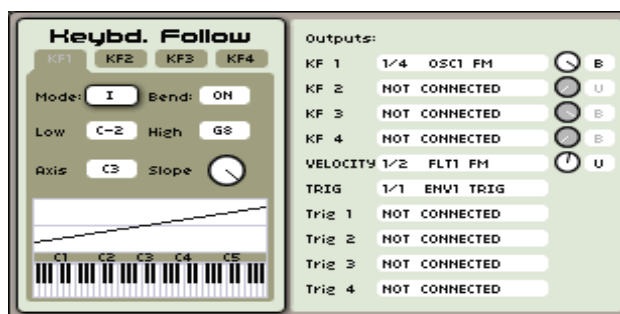 Keybd. Follow
KF1 KF2 KF3 KF4
Mode: I Bend: ON
Low C-2 High G8
Axis C3 Slope
C1 C2 C3 C4 C5
Outputs:
KF 1 1/4 OSC1 FM B
KF 2 NOT CONNECTED U
KF 3 NOT CONNECTED B
KF 4 NOT CONNECTED B
VELOCITY 1/2 FLT1 FM U
TRIG 1/1 ENV1 TRIG
Trig 1 NOT CONNECTED
Trig 2 NOT CONNECTED
Trig 3 NOT CONNECTED
Trig 4 NOT CONNECTED